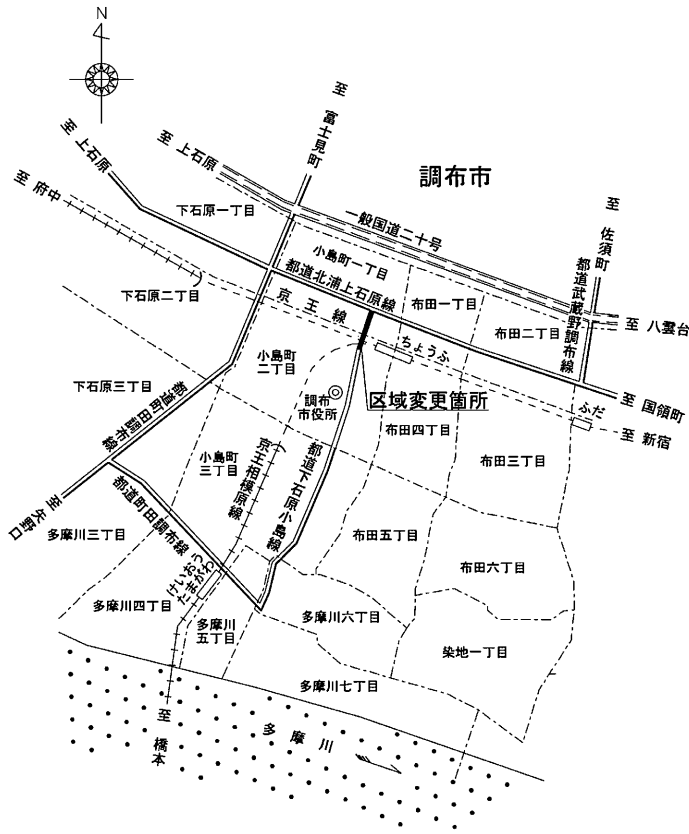 N
至 富士見町
至 上石原
至 上石原
至 府中
調布市
至 佐須町
下石原一丁目
一般国道二十号
小島町一丁目
都道北浦上石原線
都道武蔵野調布線
下石原二丁目
京王線
布田一丁目
布田二丁目
至 八雲台
ちょうふ
小島町
二丁目
下石原三丁目
調布
市役所
区域変更箇所
至 国領町
ふだ
至 新宿
都道町田調布線
布田四丁目
布田三丁目
小島町
三丁目
京王相模原線
都道下石原小島線
都道町田調布線
至 矢野口
多摩川三丁目
布田五丁目
布田六丁目
けいおう
たまがわ
多摩川四丁目
多摩川
五丁目
多摩川六丁目
染地一丁目
多摩川七丁目
至 橋本
多摩川